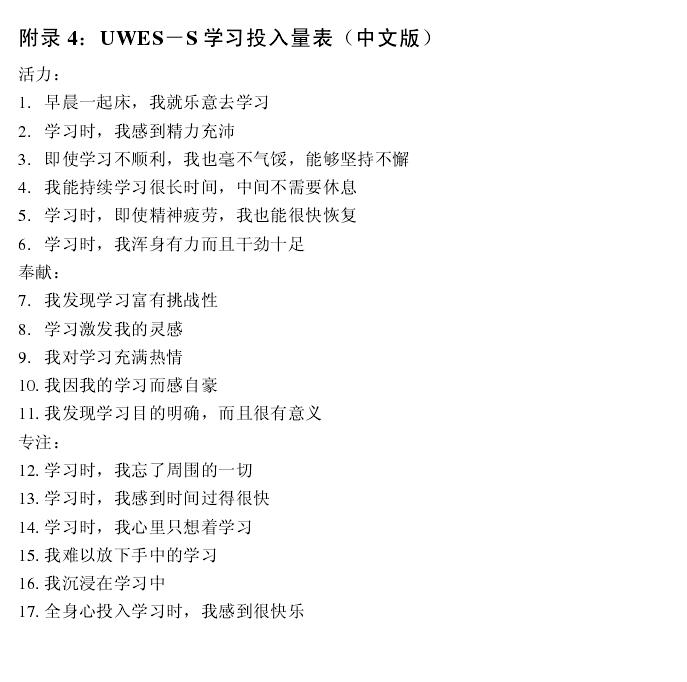 附录 4：UWES－S 学习投入量表（中文版）
活力：
1. 早晨一起床，我就乐意去学习
2. 学习时，我感到精力充沛
3. 即使学习不顺利，我也毫不气馁，能够坚持不懈
4. 我能持续学习很长时间，中间不需要休息
5. 学习时，即使精神疲劳，我也能很快恢复
6. 学习时，我浑身有力而且干劲十足
奉献：
7. 我发现学习富有挑战性
8. 学习激发我的灵感
9. 我对学习充满热情
10. 我因我的学习而感自豪
11. 我发现学习目的明确，而且很有意义
专注：
12. 学习时，我忘了周围的一切
13. 学习时，我感到时间过得很快
14. 学习时，我心里只想着学习
15. 我难以放下手中的学习
16. 我沉浸在学习中
17. 全身心投入学习时，我感到很快乐